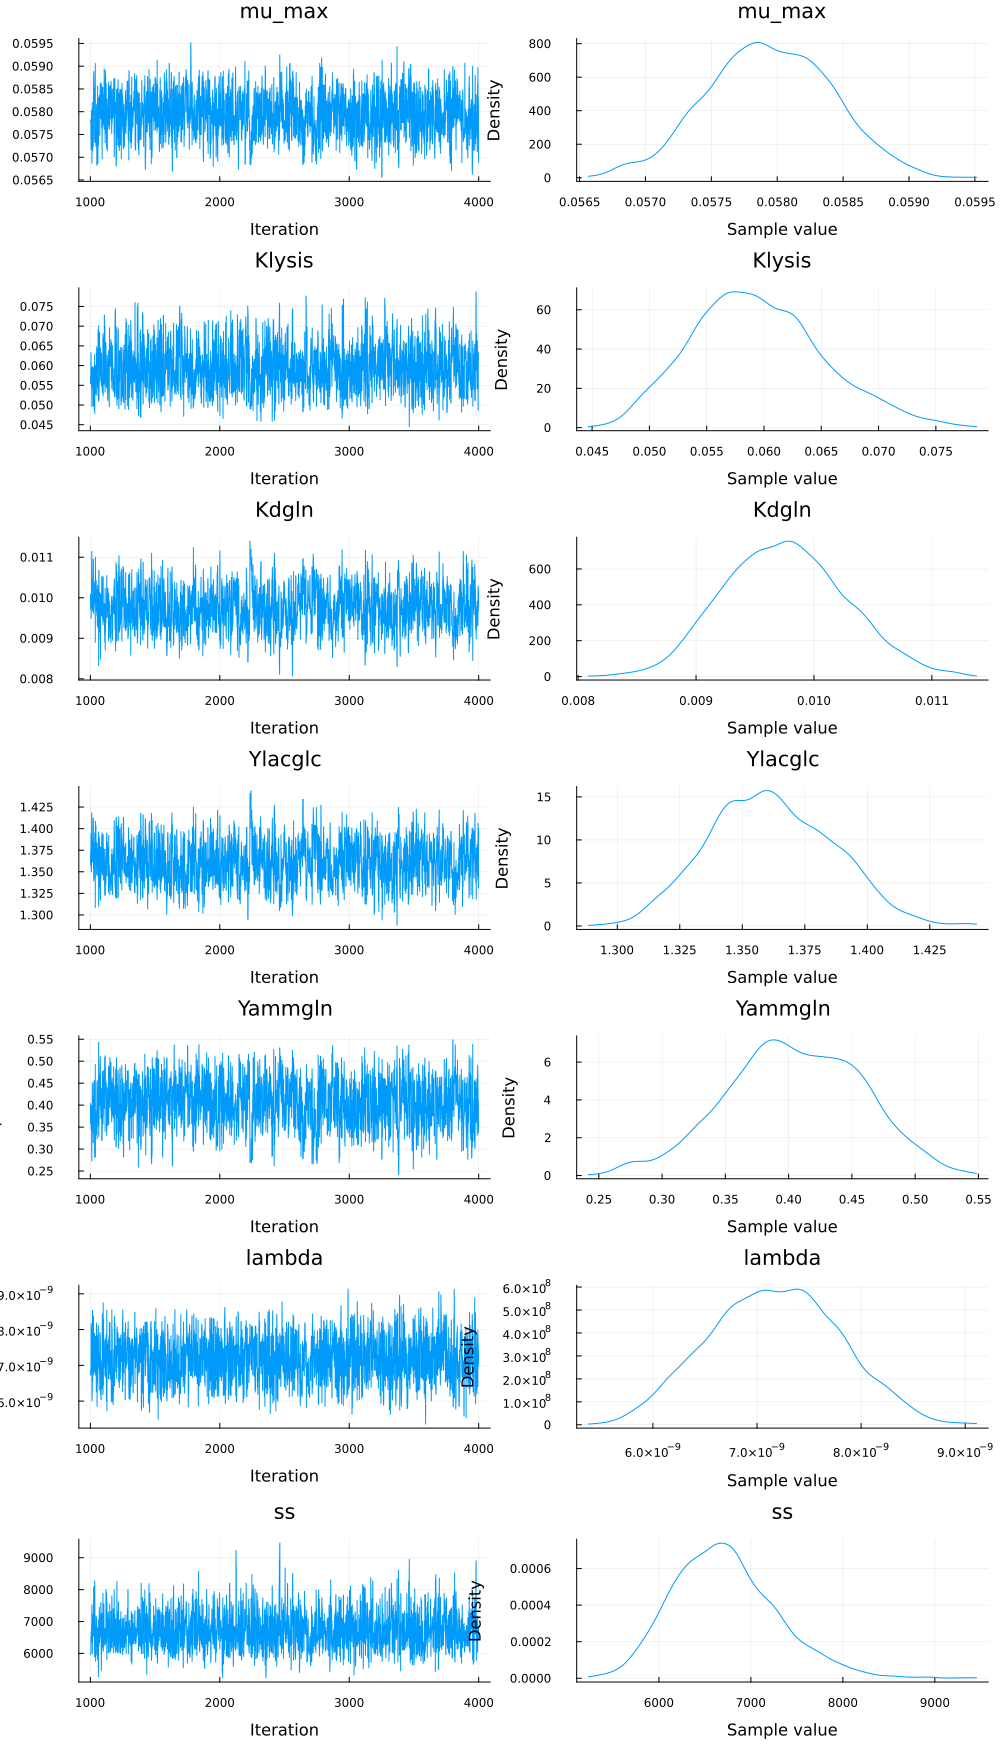 mu_max
mu_max
0.0595
0.0590
0.0585
0.0580
0.0575
0.0570
0.0565
1000 2000 3000 4000
Iteration
Density
800
600
400
200
0
0.0565 0.0570 0.0575 0.0580 0.0585 0.0590 0.0595
Sample value
Klysis
Klysis
0.075
0.070
0.065
0.060
0.055
0.050
0.045
1000 2000 3000 4000
Iteration
Density
60
40
20
0
0.045 0.050 0.055 0.060 0.065 0.070 0.075
Sample value
Kdgln
Kdgln
0.011
0.010
0.009
0.008
1000 2000 3000 4000
Iteration
Density
600
400
200
0
0.008 0.009 0.010 0.011
Sample value
Ylacglc
Ylacglc
1.425
1.400
1.375
1.350
1.325
1.300
1000 2000 3000 4000
Iteration
Density
15
10
5
0
1.300 1.325 1.350 1.375 1.400 1.425
Sample value
Yammgln
Yammgln
0.55
0.50
0.45
0.40
0.35
0.30
0.25
1000 2000 3000 4000
Iteration
Density
6
4
2
0
0.25 0.30 0.35 0.40 0.45 0.50 0.55
Sample value
lambda
lambda
9.0×10⁻⁹
8.0×10⁻⁹
7.0×10⁻⁹
6.0×10⁻⁹
1000 2000 3000 4000
Iteration
Density
6.0×10⁸
5.0×10⁸
4.0×10⁸
3.0×10⁸
2.0×10⁸
1.0×10⁸
0
6.0×10⁻⁹ 7.0×10⁻⁹ 8.0×10⁻⁹ 9.0×10⁻⁹
Sample value
ss
ss
9000
8000
7000
6000
1000 2000 3000 4000
Iteration
Density
0.0006
0.0004
0.0002
0.0000
6000 7000 8000 9000
Sample value